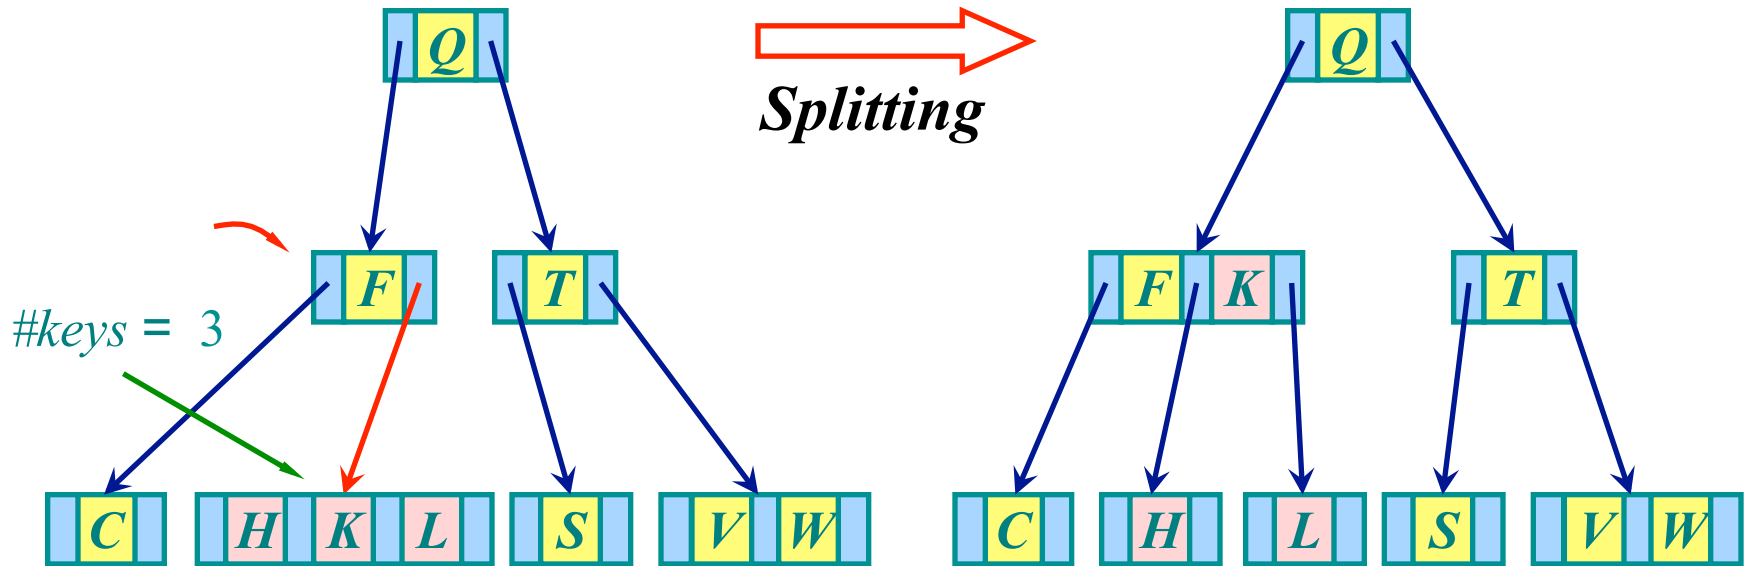 Q
Splitting
Q
F T
F K T
#keys = 3
C H K L S V W
C H L S V W